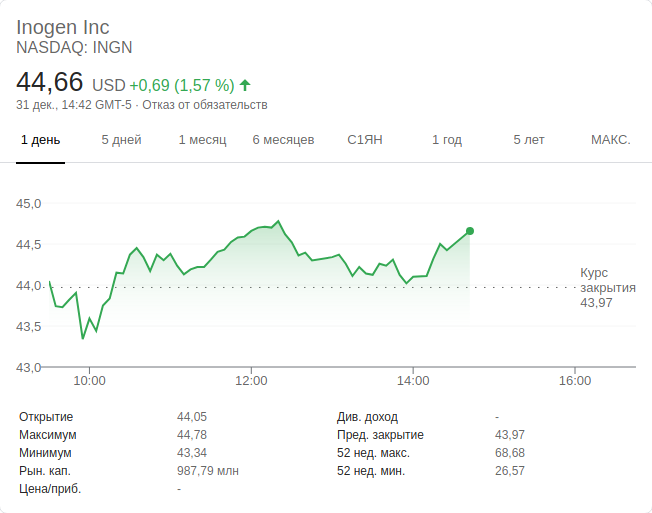 Inogen Inc
NASDAQ: INGN
44,66 USD +0,69 (1,57 %)
31 дек., 14:42 GMT-5 · Отказ от обязательств
1 день 5 дней 1 месяц 6 месяцев С1ЯН 1 год 5 лет МАКС.
45,0
44,5
44,0
43,5
43,0
Курс
закрытия
43,97
10:00 12:00 14:00 16:00
Открытие 44,05 Див. доход -
Максимум 44,78 Пред. закрытие 43,97
Минимум 43,34 52 нед. макс. 68,68
Рын. кап. 987,79 млн 52 нед. мин. 26,57
Цена/приб. -